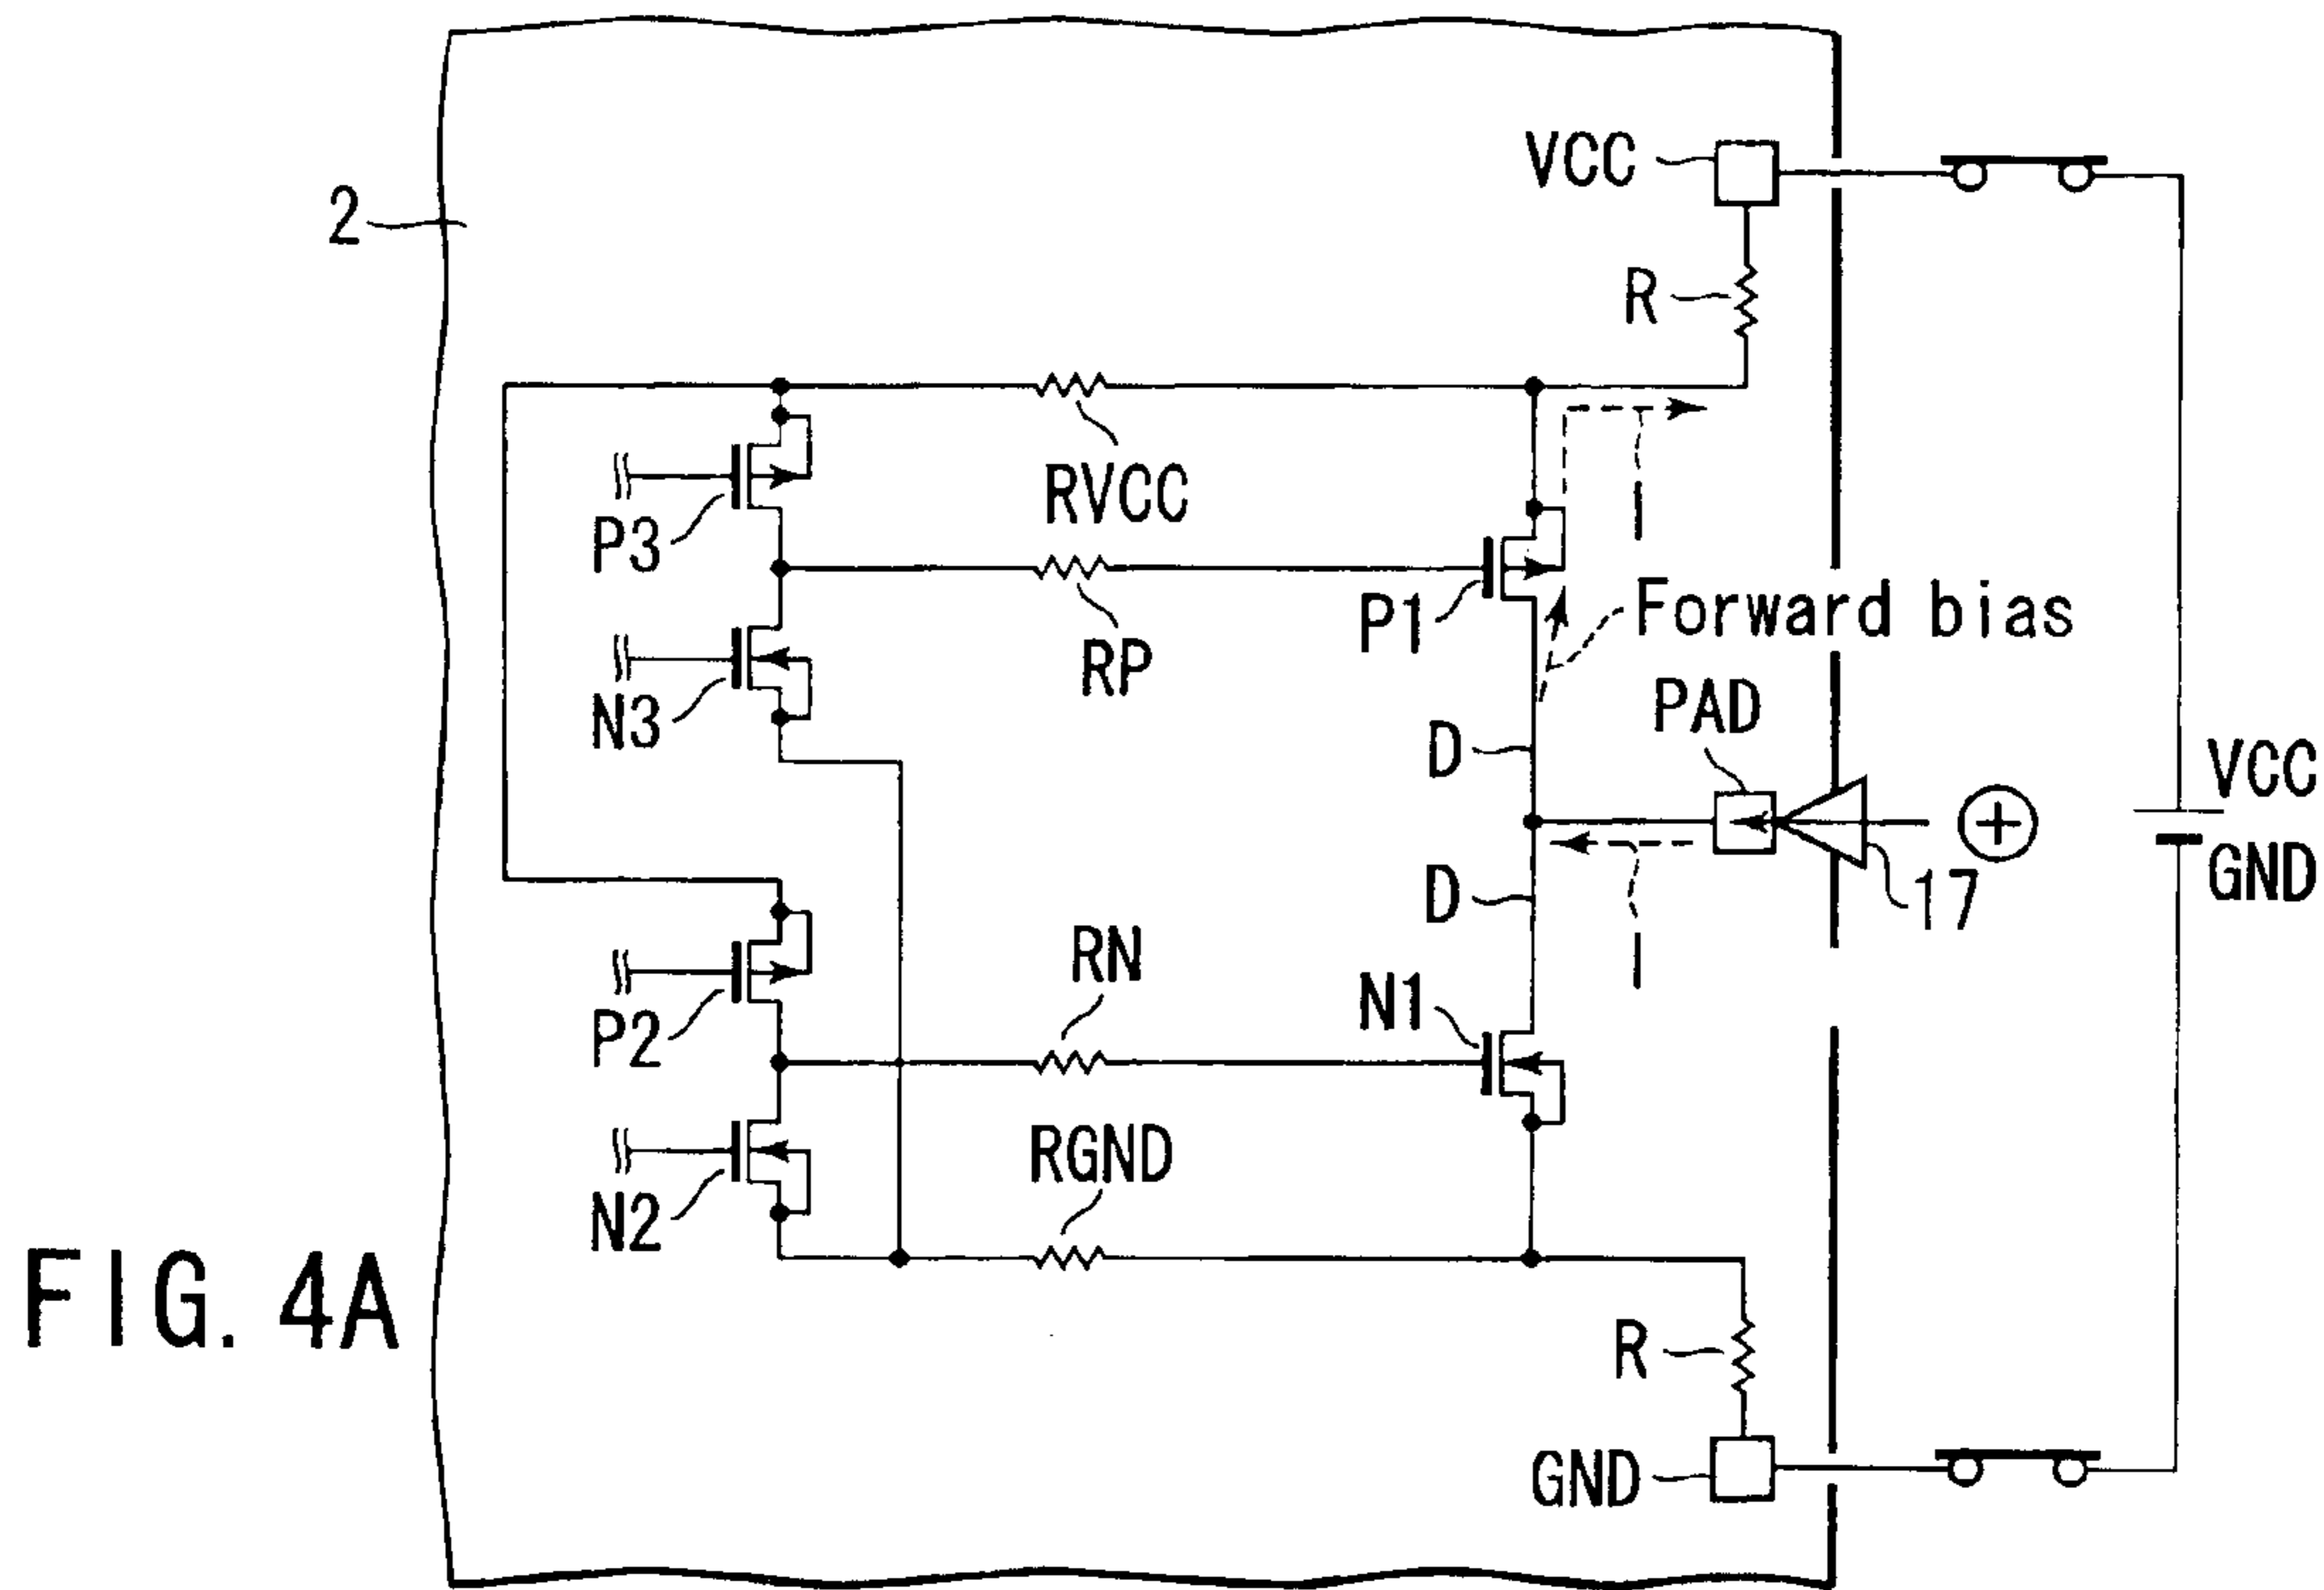 VCC
2
R
RVCC
P3
I
P1
Forward bias
RP
N3
PAD
D
VCC
GND
D
17
RN
I
N1
P2
RGND
N2
FIG. 4A
R
GND